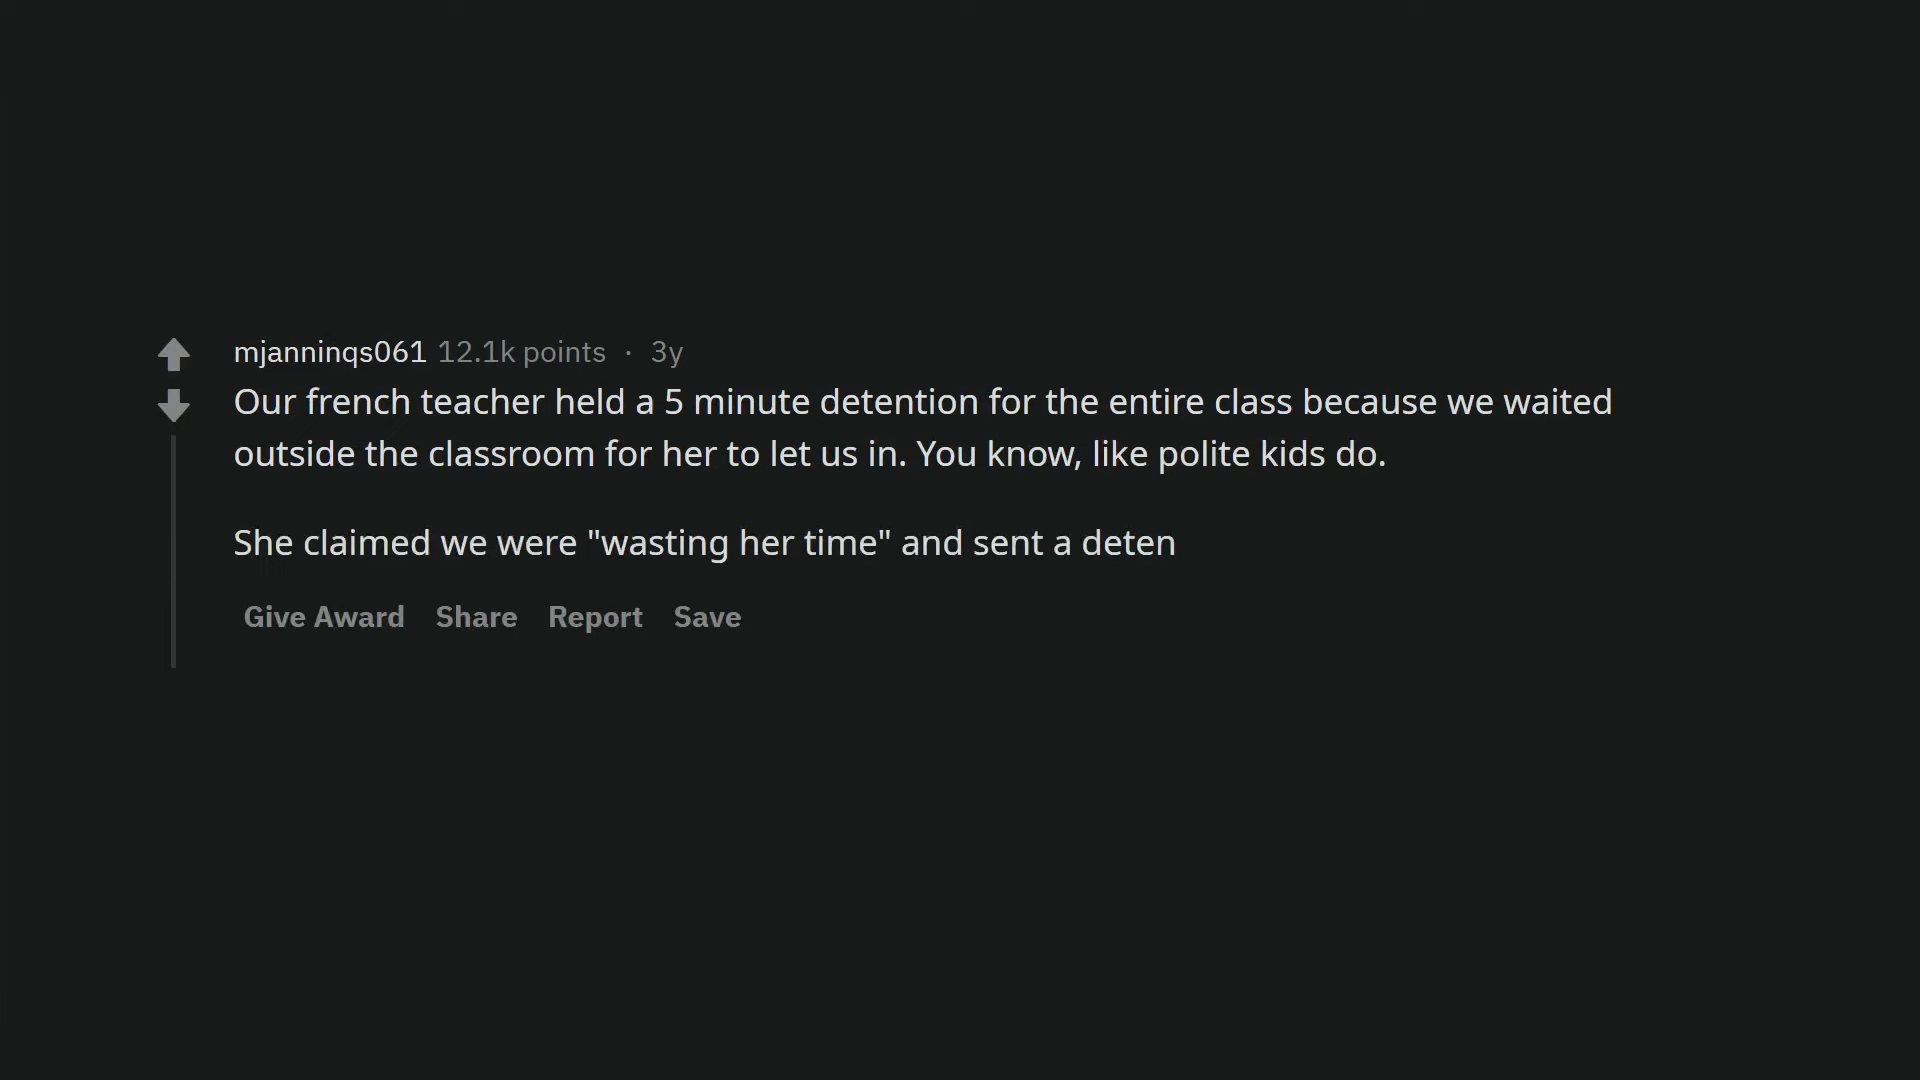 mjanninqs061 12.1k points · 3y
Our french teacher held a 5 minute detention for the entire class because we waited
outside the classroom for her to let us in. You know, like polite kids do.
She claimed we were "wasting her time" and sent a deten
Give Award Share Report Save